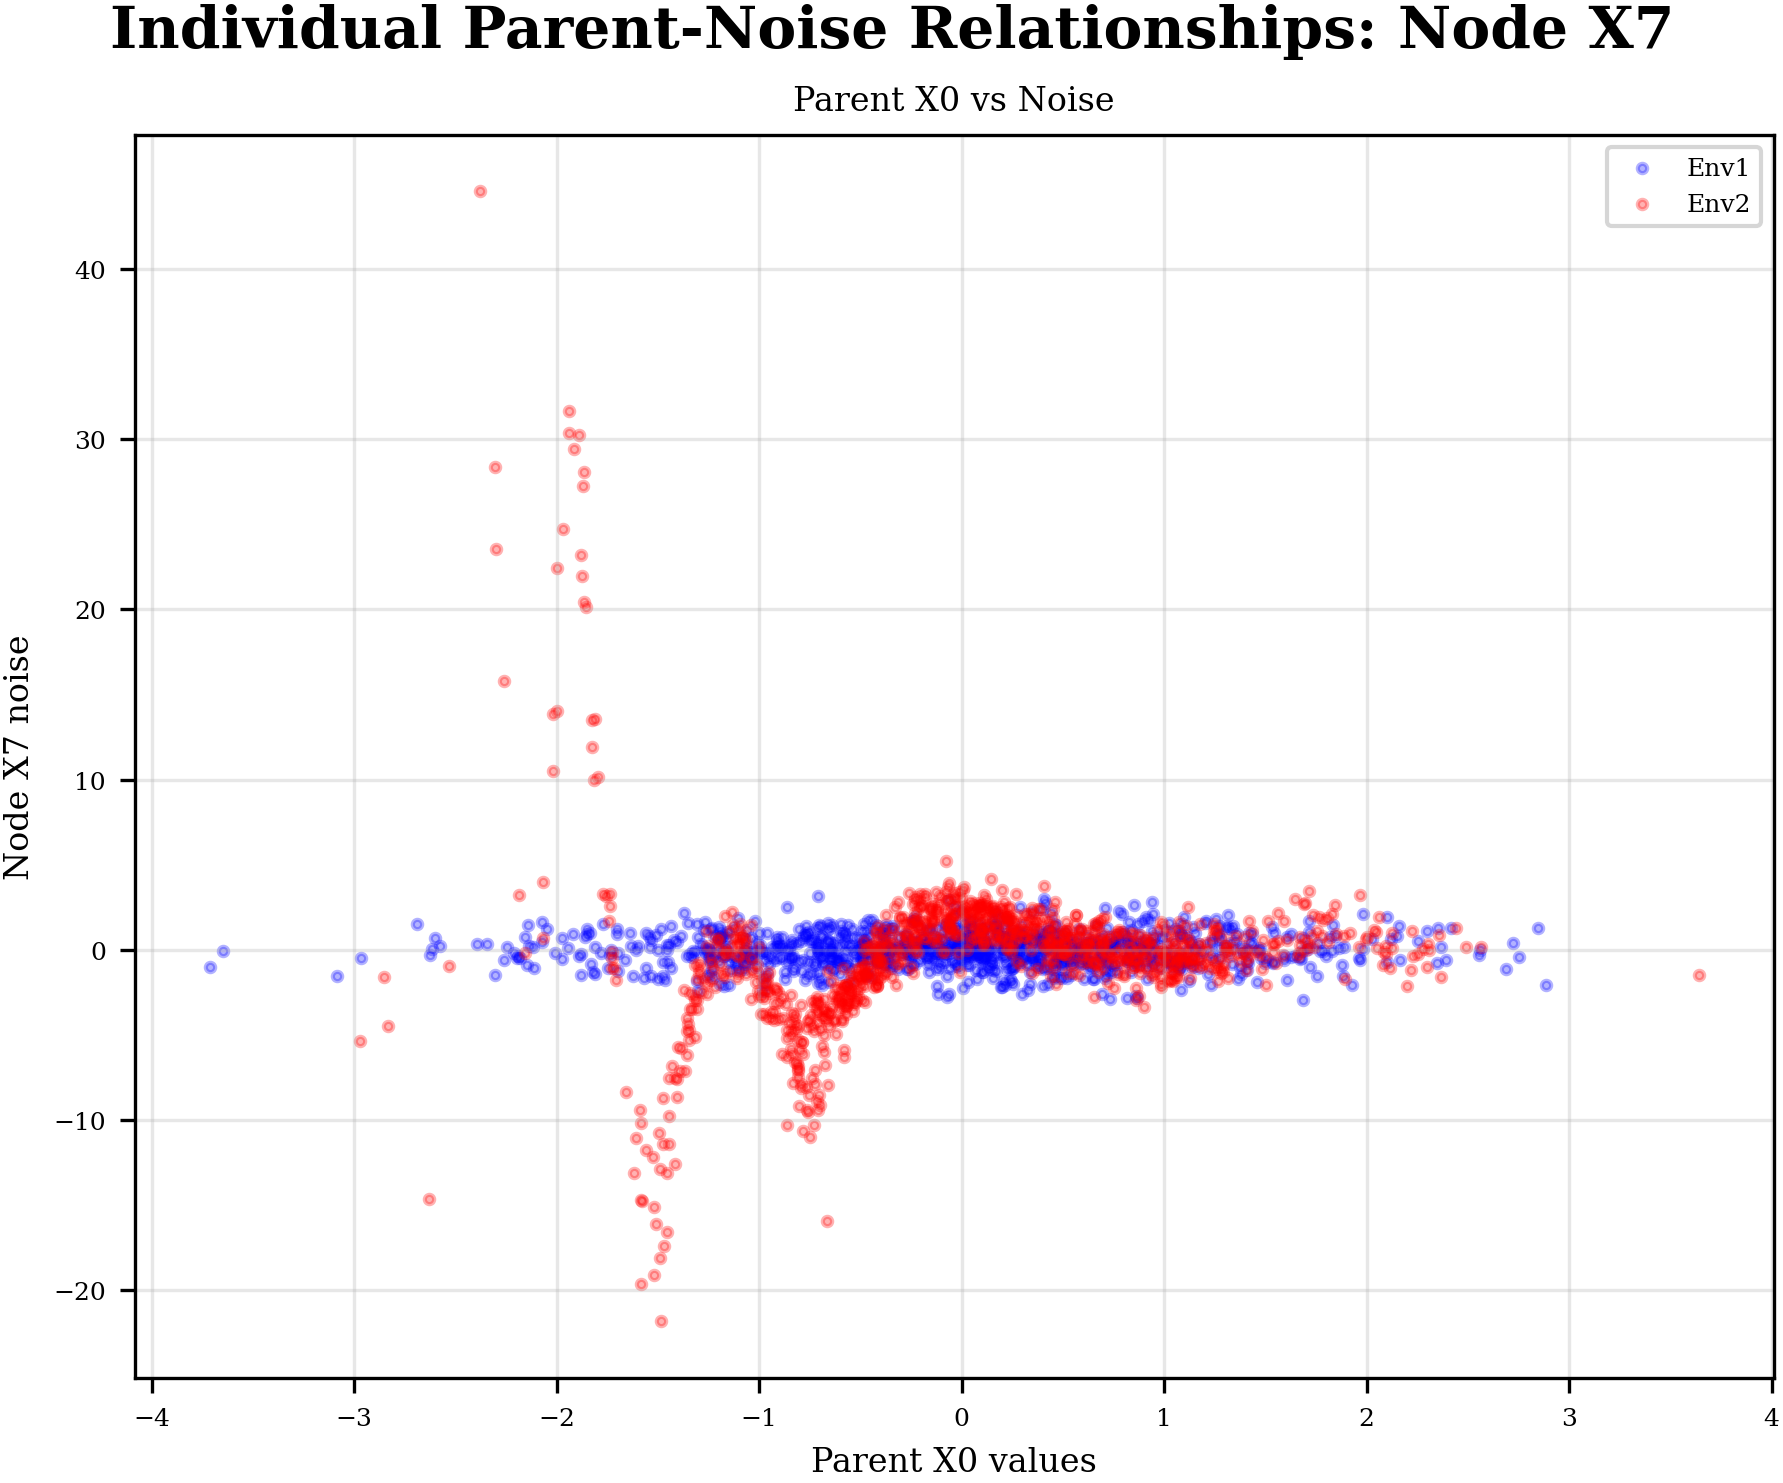 Individual Parent-Noise Relationships: Node X7
Parent X0 vs Noise
Env1
Env2
40
30
20
10
0
−10
−20
Node X7 noise
−4
−3
−2
−1
0
1
2
3
4
Parent X0 values